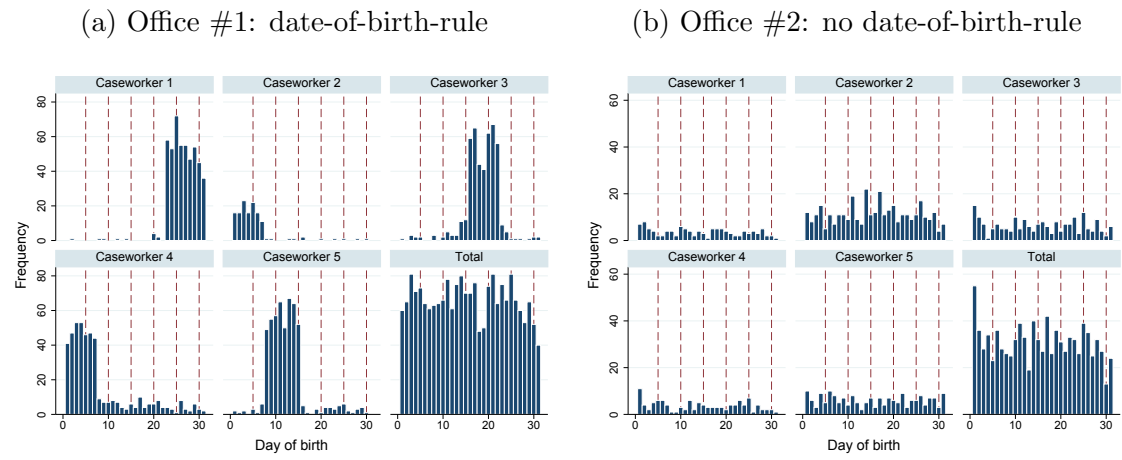 (a) Office #1: date-of-birth-rule
Caseworker 1 Caseworker 2 Caseworker 3
80
60
40
20
0
Caseworker 4 Caseworker 5 Total
80
60
40
20
0
0 10 20 30 0 10 20 30 0 10 20 30
Frequency
Day of birth
(b) Office #2: no date-of-birth-rule
Caseworker 1 Caseworker 2 Caseworker 3
60
40
20
0
Caseworker 4 Caseworker 5 Total
60
40
20
0
0 10 20 30 0 10 20 30 0 10 20 30
Frequency
Day of birth